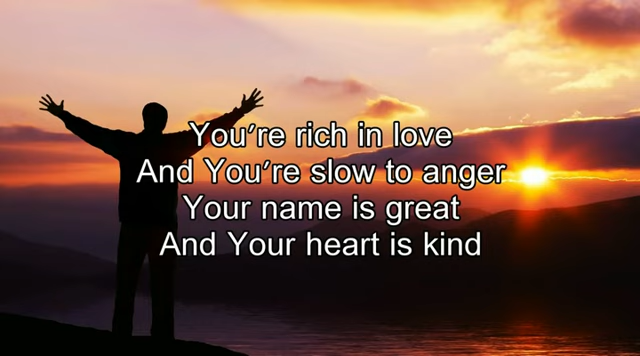 You're rich in love
And You're slow to anger
Your name is great
And Your heart is kind